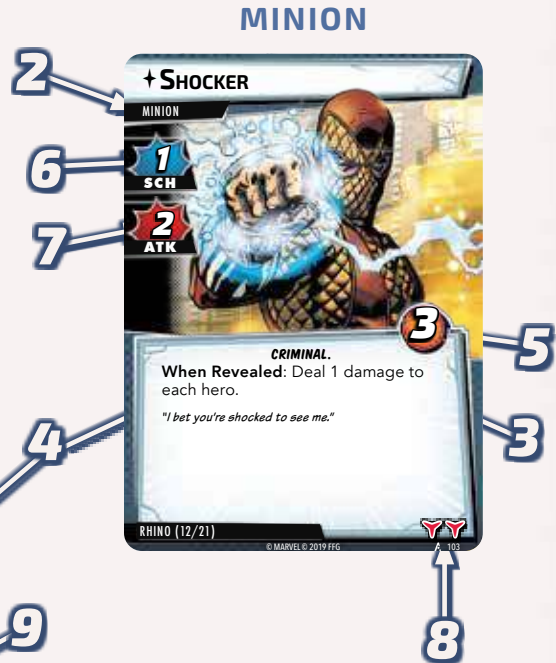 MINION
2
SHOCKER
MINION
6
1
SCH
7
2
ATK
3
5
CRIMINAL.
When Revealed: Deal 1 damage to
each hero.
"I bet you're shocked to see me."
4
3
RHINO (12/21)
© MARVEL © 2019 FFG
103
9
8